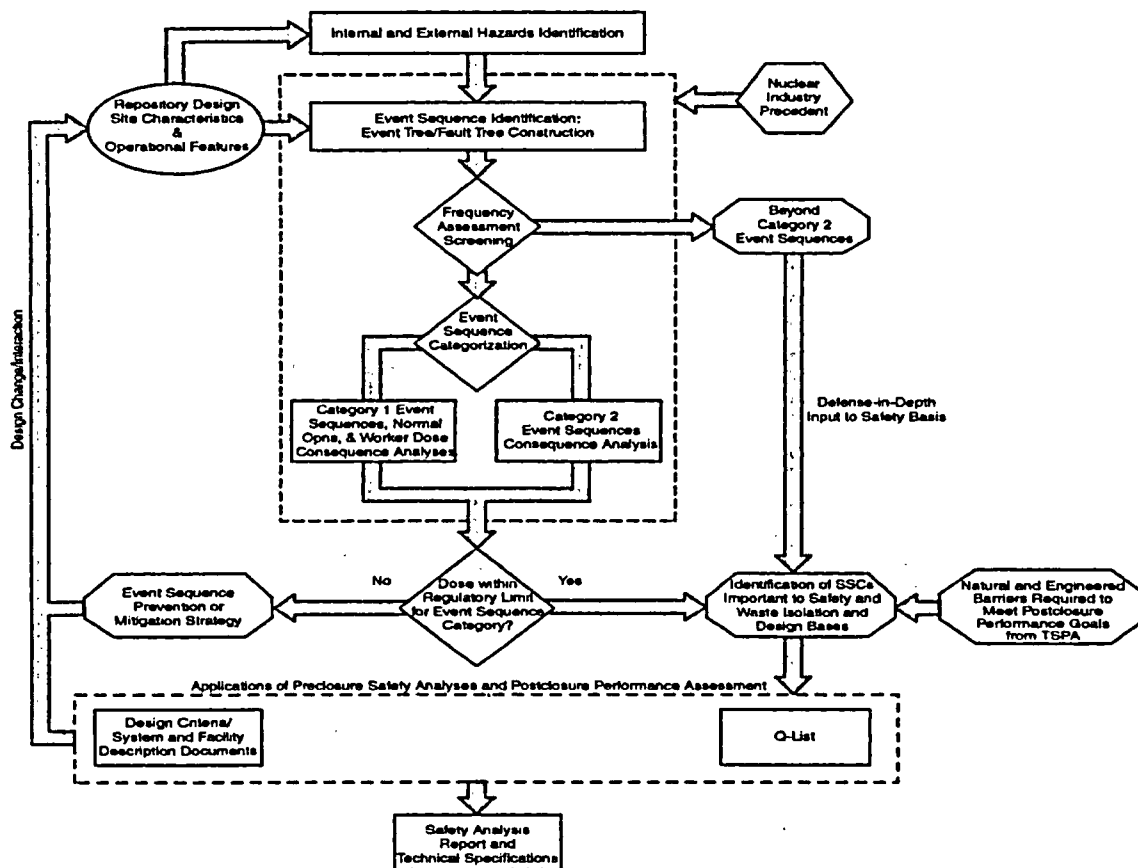 Internal and External Hazards Identification
Nuclear
Industry
Precedent
Repository Design
Site Characteristics
&
Operational Features
Event Sequence Identification:
Event Tree/Fault Tree Construction
Frequency
Assessment
Screening
Beyond
Category 2
Event Sequences
Event
Sequence
Categorization
Design Change/Interaction
Category 1 Event
Sequences, Normal
Opns, & Worker Dose
Consequence Analyses
Category 2
Event Sequences
Consequence Analysis
Defense-in-Depth
Input to Safety Basis
No
Yes
Event Sequence
Prevention or
Mitigation Strategy
Dose within
Regulatory Limit
for Event Sequence
Category?
Identification of SSCs
Important to Safety and
Waste Isolation and
Design Bases
Natural and Engineered
Barriers Required to
Meet Postclosure
Performance Goals
from TSPA
Applications of Preclosure Safety Analyses and Postclosure Performance Assessment
Design Criteria/
System and Facility
Description Documents
Q-List
Safety Analysis
Report and
Technical Specifications